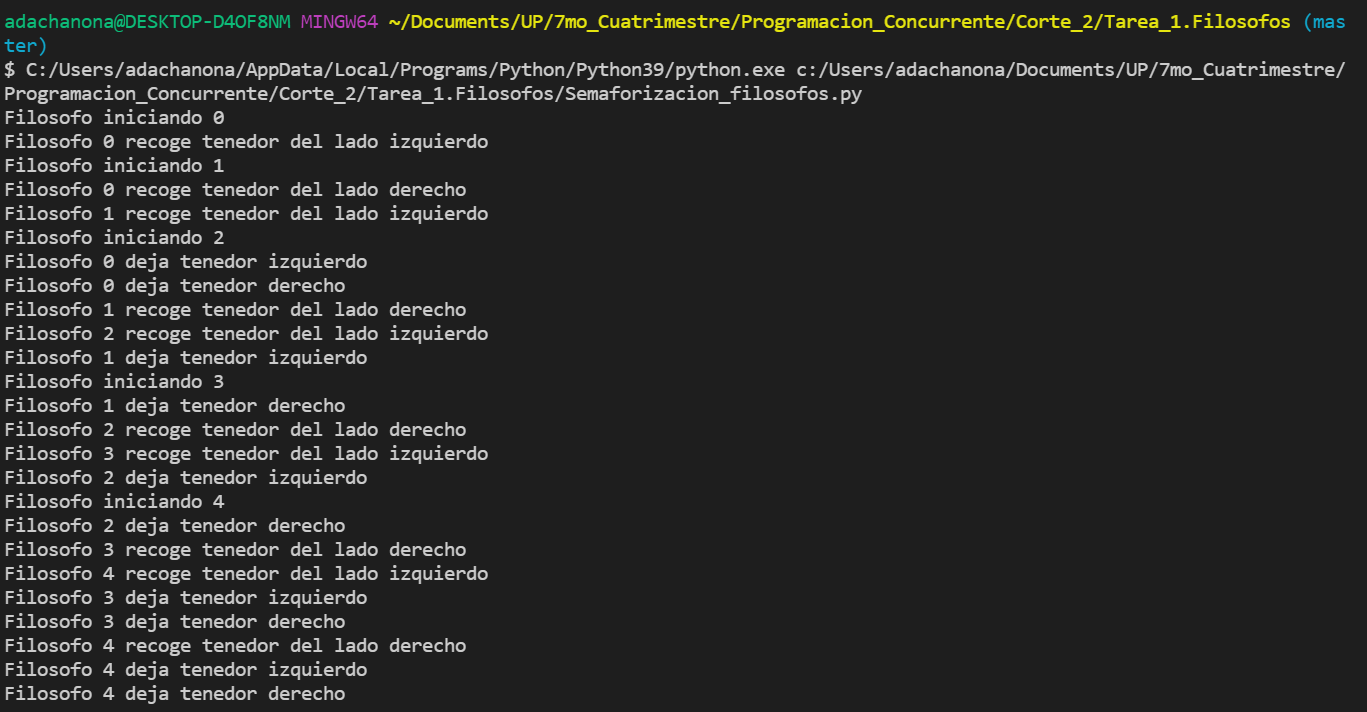 adachanona@DESKTOP-D4OF8NM MINGW64 ~/Documents/UP/7mo_Cuatrimestre/Programacion_Concurrente/Corte_2/Tarea_1.Filosofos (mas
ter)
$ C:/Users/adachanona/AppData/Local/Programs/Python/Python39/python.exe c:/Users/adachanona/Documents/UP/7mo_Cuatrimestre/
Programacion_Concurrente/Corte_2/Tarea_1.Filosofos/Semaforizacion_filosofos.py
Filosofo iniciando 0
Filosofo 0 recoge tenedor del lado izquierdo
Filosofo iniciando 1
Filosofo 0 recoge tenedor del lado derecho
Filosofo 1 recoge tenedor del lado izquierdo
Filosofo iniciando 2
Filosofo 0 deja tenedor izquierdo
Filosofo 0 deja tenedor derecho
Filosofo 1 recoge tenedor del lado derecho
Filosofo 2 recoge tenedor del lado izquierdo
Filosofo 1 deja tenedor izquierdo
Filosofo iniciando 3
Filosofo 1 deja tenedor derecho
Filosofo 2 recoge tenedor del lado derecho
Filosofo 3 recoge tenedor del lado izquierdo
Filosofo 2 deja tenedor izquierdo
Filosofo iniciando 4
Filosofo 2 deja tenedor derecho
Filosofo 3 recoge tenedor del lado derecho
Filosofo 4 recoge tenedor del lado izquierdo
Filosofo 3 deja tenedor izquierdo
Filosofo 3 deja tenedor derecho
Filosofo 4 recoge tenedor del lado derecho
Filosofo 4 deja tenedor izquierdo
Filosofo 4 deja tenedor derecho